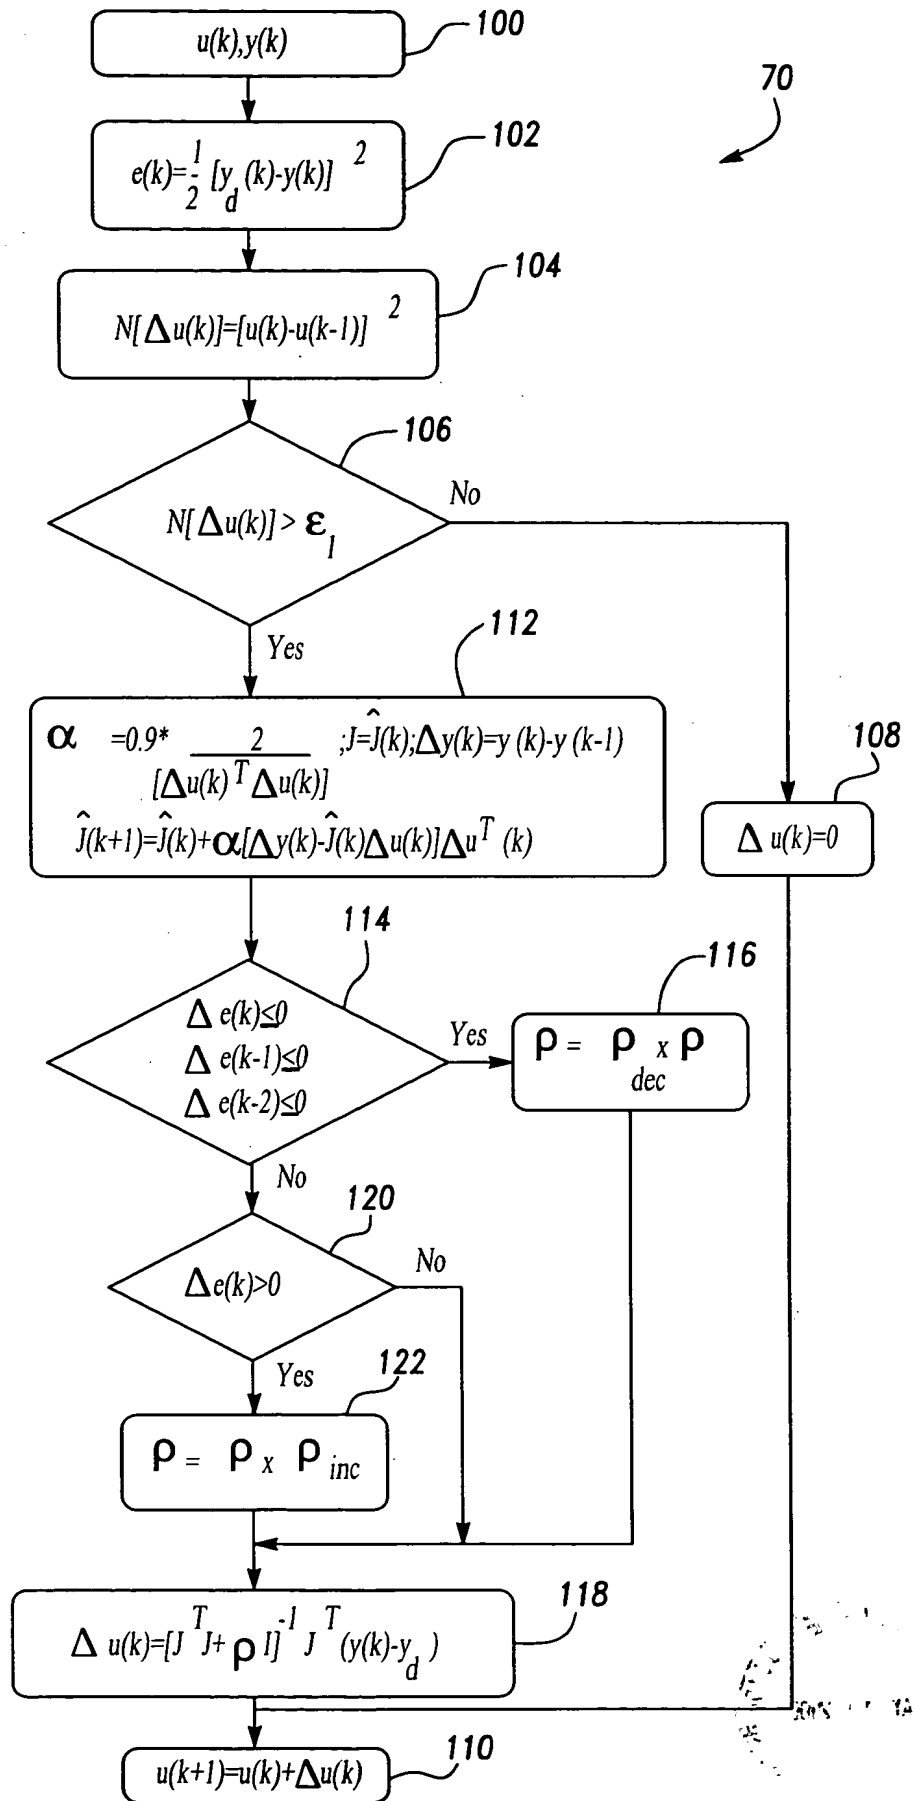 u(k),y(k)
100
70
e(k)=1/2 [y_d (k)-y(k)]^2
102
N[Δu(k)]=[u(k)-u(k-1)]^2
104
106
N[Δu(k)] > ε_1
No
Yes
112
α =0.9* 2/[Δu(k)^T Δu(k)] ;J=Ĵ(k);Δy(k)=y (k)-y (k-1)
Ĵ(k+1)=Ĵ(k)+α[Δy(k)-Ĵ(k)Δu(k)]Δu^T (k)
108
Δ u(k)=0
114
Δ e(k)≤0
Δ e(k-1)≤0
Δ e(k-2)≤0
Yes
116
ρ = ρ_dec x ρ
No
120
Δ e(k)>0
No
Yes
122
ρ = ρ x ρ_inc
118
Δ u(k)=[J^T J+ ρ I]^-1 J^T (y(k)-y_d )
110
u(k+1)=u(k)+Δu(k)